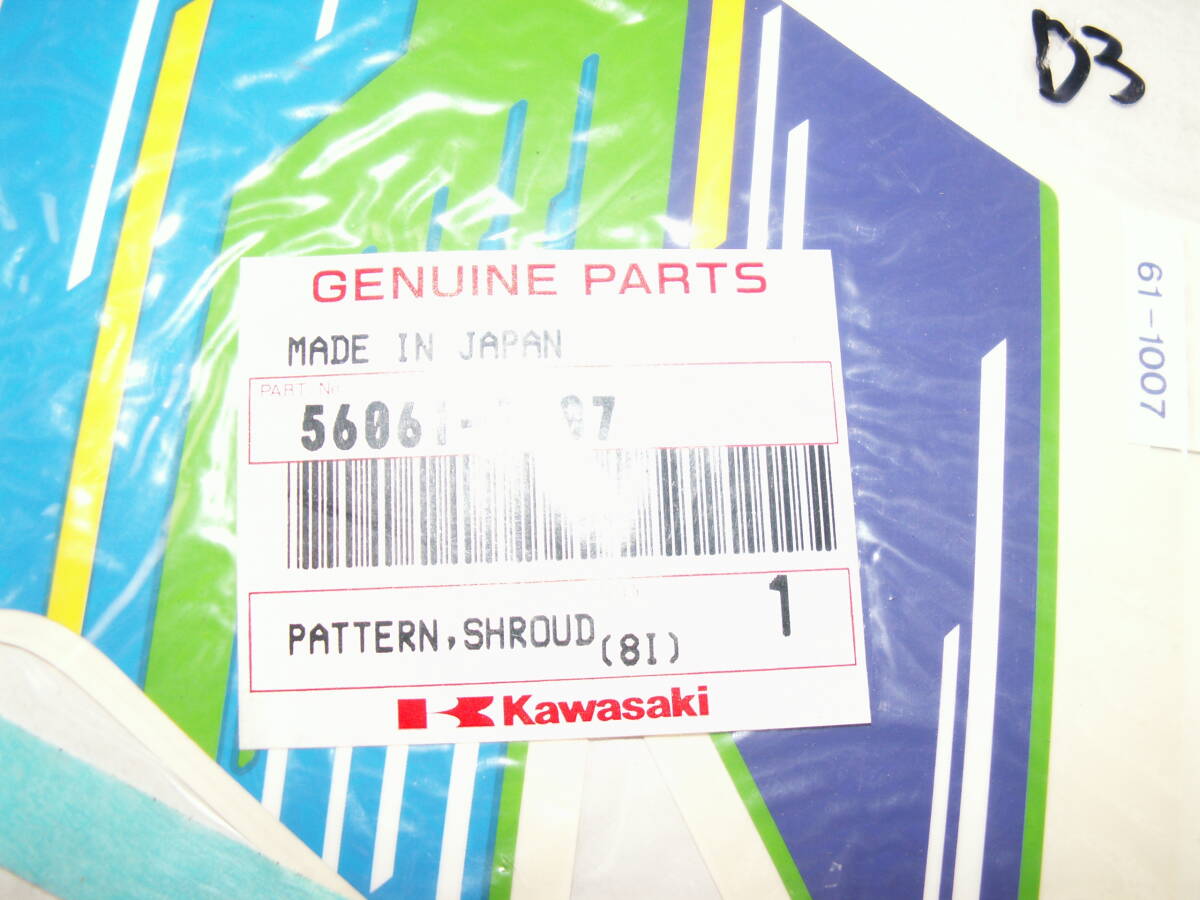 D3
61-1007
GENUINE PARTS
MADE IN JAPAN
PART No.
PATTERN,SHROUD(8I)
1
Kawasaki